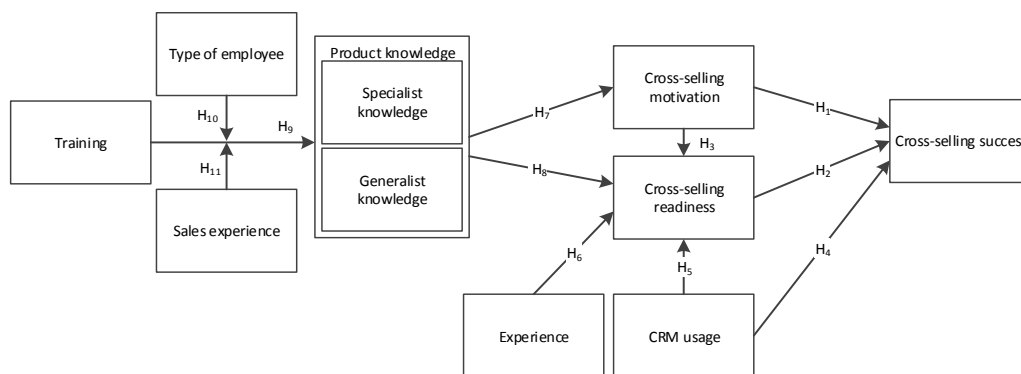 Type of employee
Product knowledge
Specialist
knowledge
Cross-selling
motivation
H1
H10
H9
H7
Training
H3
Cross-selling succes
H11
Generalist
knowledge
H8
Cross-selling
readiness
H2
Sales experience
H6
H5
H4
Experience
CRM usage